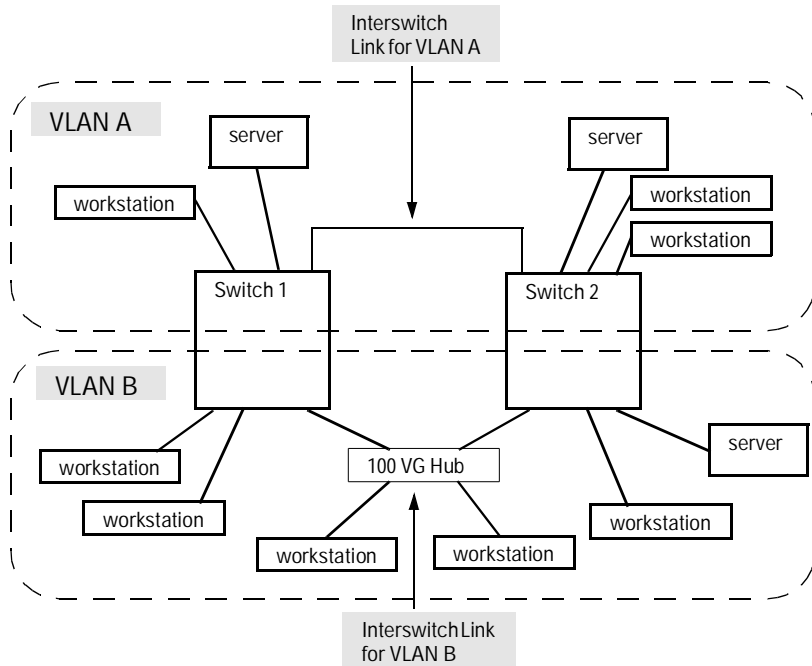 Interswitch
Link for VLAN A
VLAN A
server
server
workstation
workstation
workstation
Switch 1
Switch 2
VLAN B
workstation
100 VG Hub
server
workstation
workstation
workstation
workstation
Interswitch Link
for VLAN B